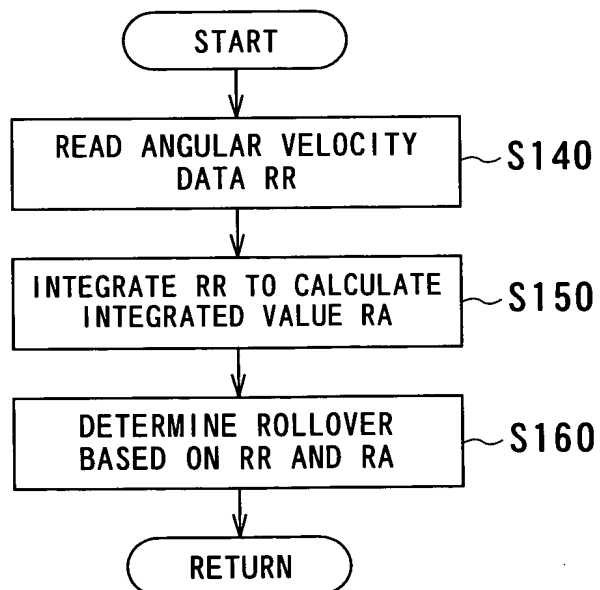 START
READ ANGULAR VELOCITY
DATA RR
S140
INTEGRATE RR TO CALCULATE
INTEGRATED VALUE RA
S150
DETERMINE ROLLOVER
BASED ON RR AND RA
S160
RETURN